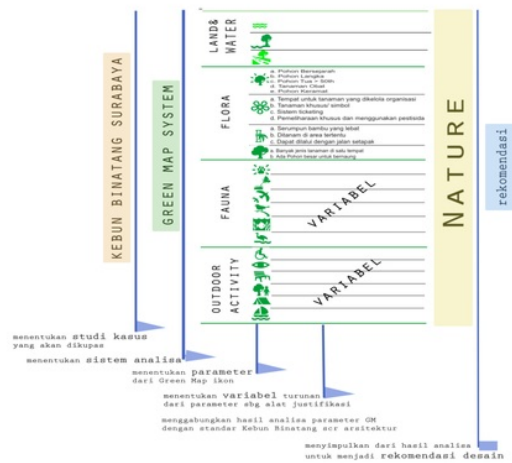 KEBUN BINATANG SURABAYA
GREEN MAP SYSTEM
LAND&
WATER
FLORA
a. Pohon Bersejarah
b. Pohon Langka
c. Pohon Tua > 50th
d. Tanaman Obat
e. Pohon Keramat
a. Tempat untuk tanaman yang dikelola organisasi
b. Tanaman khusus/ simbol
c. Sistem ticketing
d. Pemeliharaan khusus dan menggunakan pestisida
a. Serumpun bambu yang lebat
b. Ditanam di area tertentu
c. Dapat dilalui dengan jalan setapak
a. Banyak jenis tanaman di satu tempat
b. Ada Pohon besar untuk bernaung
FAUNA
VARIABEL
OUTDOOR
ACTIVITY
VARIABEL
NATURE
rekomendasi
menentukan studi kasus
yang akan dikupas
menentukan sistem analisa
menentukan parameter
dari Green Map ikon
menentukan variabel turunan
dari parameter sbg alat justifikasi
menggabungkan hasil analisa parameter GM
dengan standar Kebun Binatang scr arsitektur
menyimpulkan dari hasil analisa
untuk menjadi rekomendasi desain